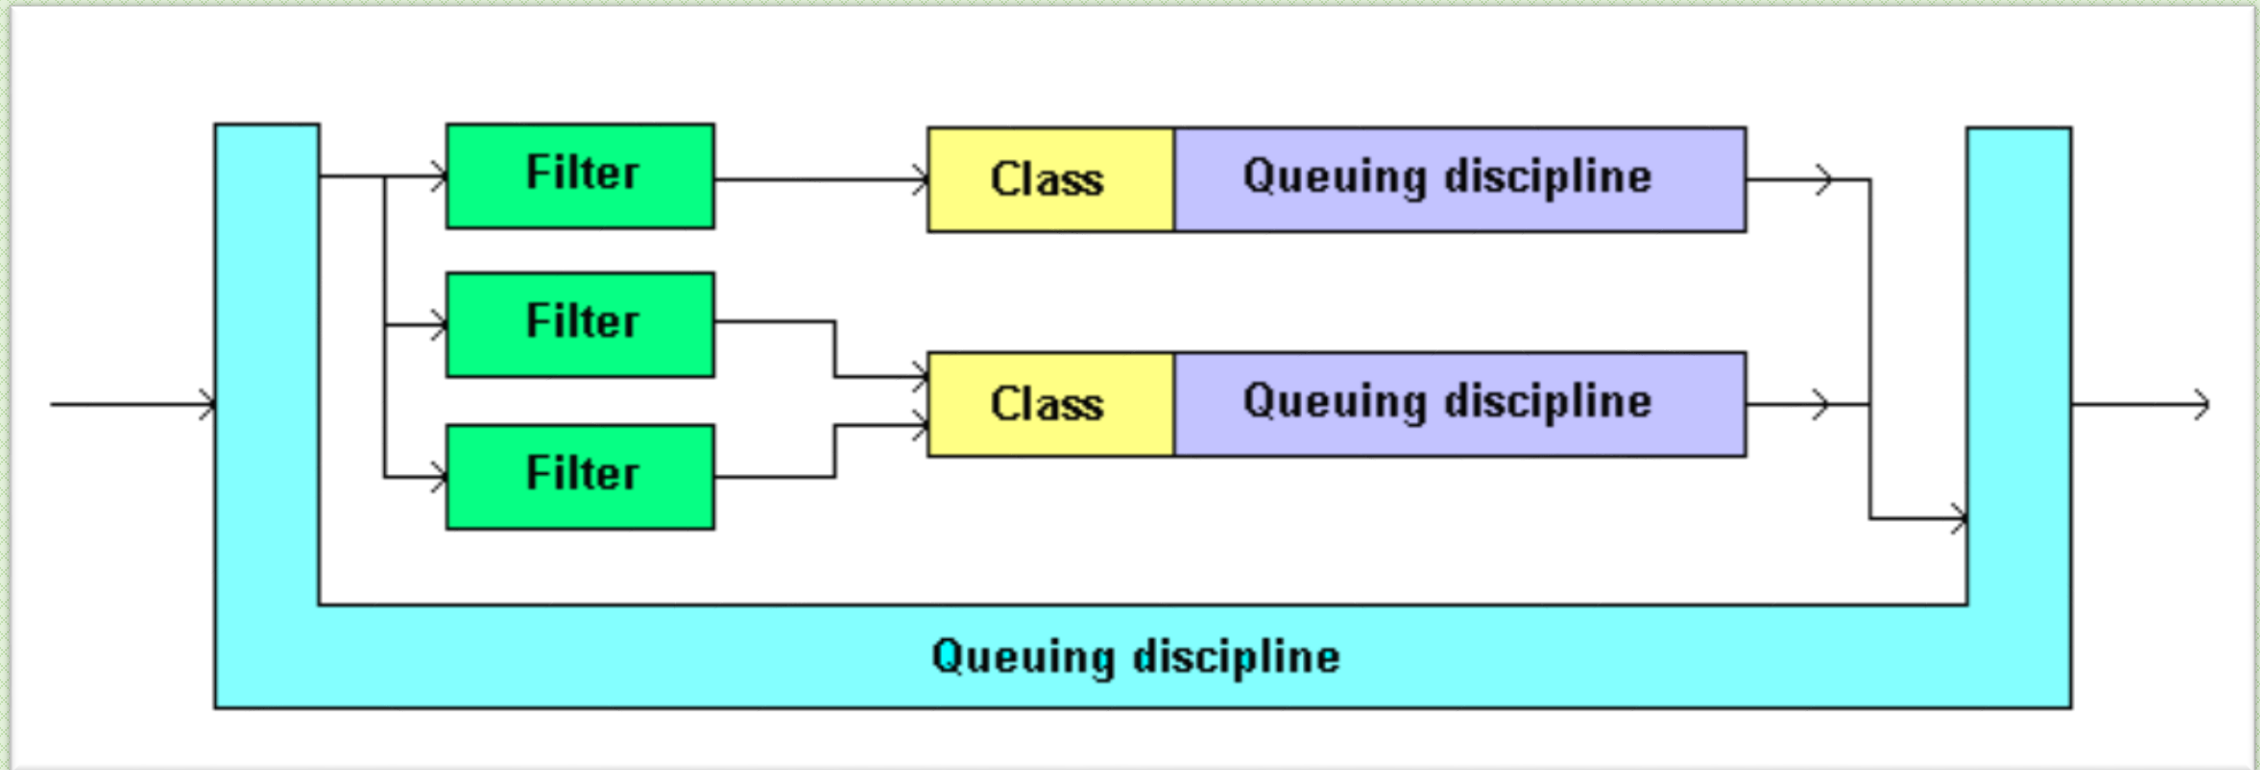 Filter
Class
Queuing discipline
Filter
Filter
Class
Queuing discipline
Queuing discipline